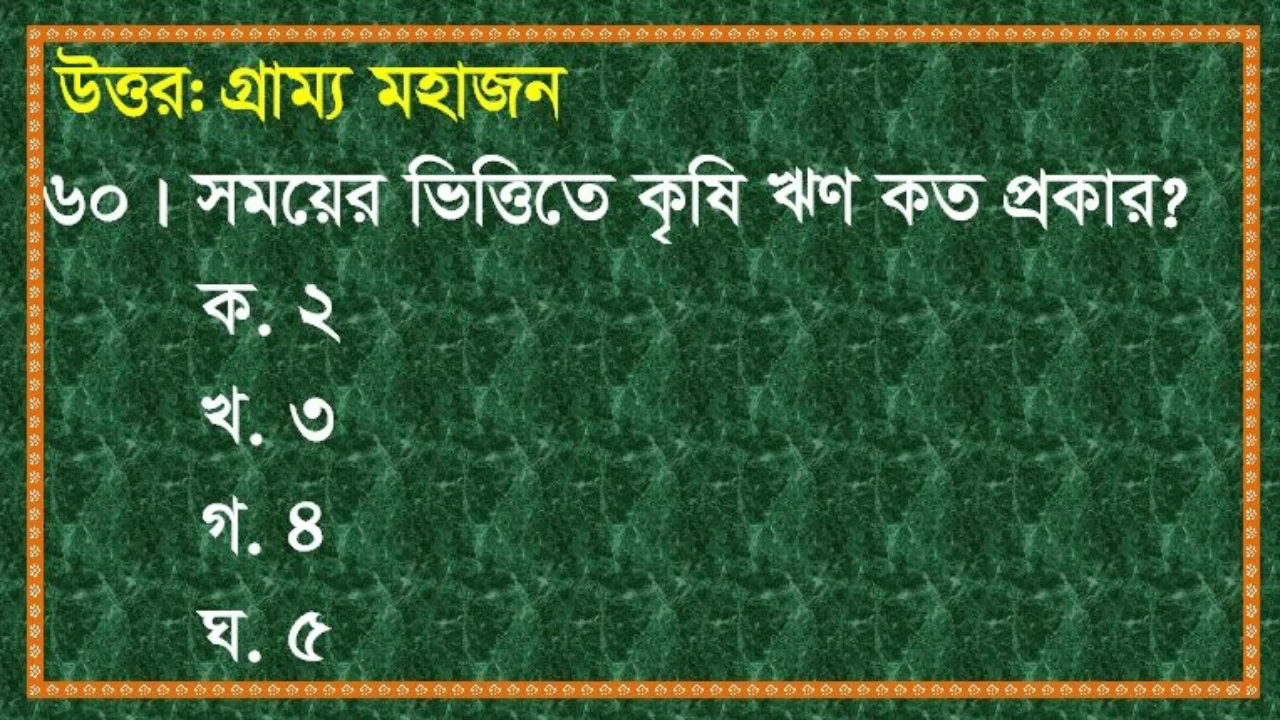 উত্তর: গ্রাম্য মহাজন
৬০। সময়ের ভিত্তিতে কৃষি ঋণ কত প্রকার?
ক. ২
খ. ৩
গ. ৪
ঘ. ৫